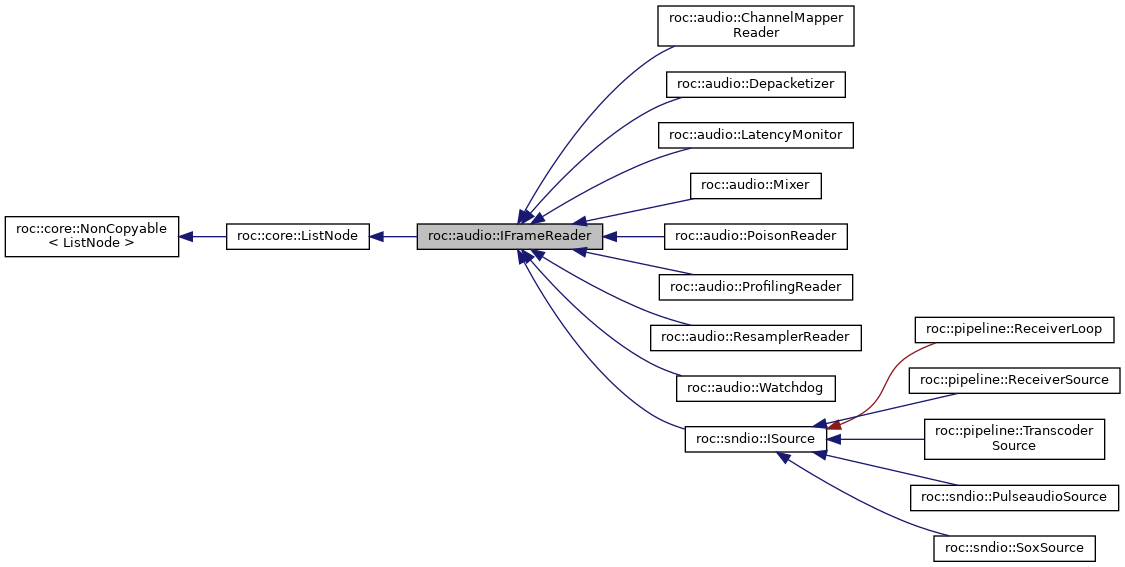 roc::core::NonCopyable
< ListNode >
roc::core::ListNode
roc::audio::IFrameReader
roc::audio::ChannelMapper
Reader
roc::audio::Depacketizer
roc::audio::LatencyMonitor
roc::audio::Mixer
roc::audio::PoisonReader
roc::audio::ProfilingReader
roc::audio::ResamplerReader
roc::audio::Watchdog
roc::sndio::ISource
roc::pipeline::ReceiverLoop
roc::pipeline::ReceiverSource
roc::pipeline::Transcoder
Source
roc::sndio::PulseaudioSource
roc::sndio::SoxSource